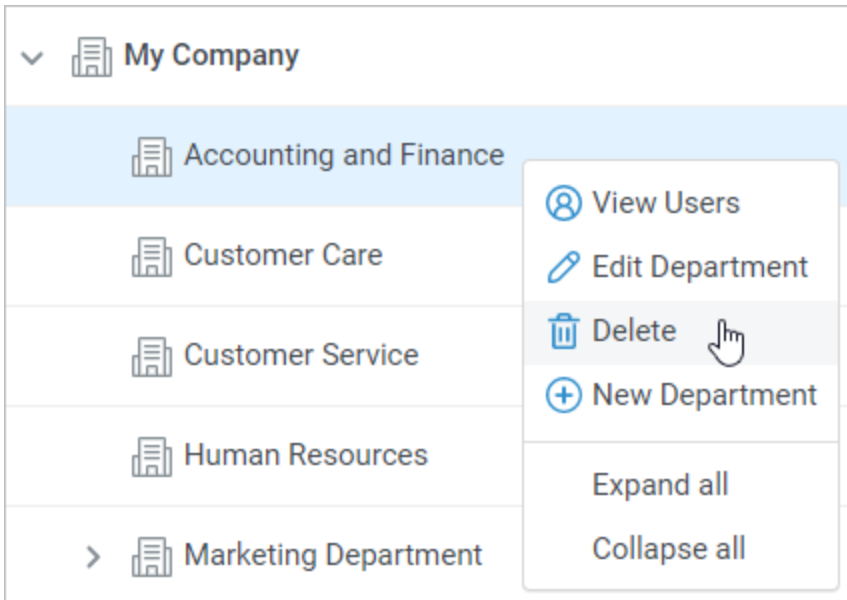 My Company
Accounting and Finance
Customer Care
Customer Service
Human Resources
Marketing Department
View Users
Edit Department
Delete
New Department
Expand all
Collapse all